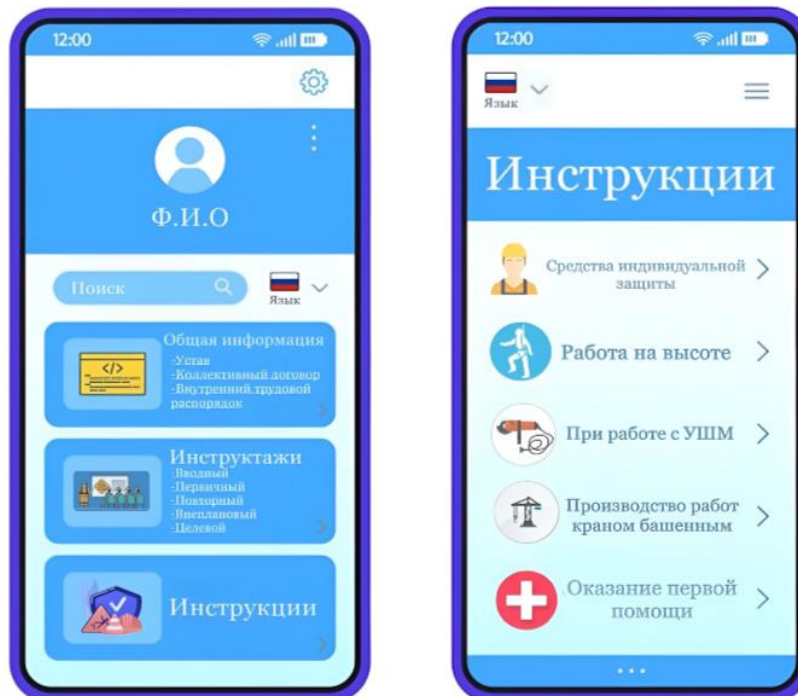 12:00
Ф.И.О
Поиск
Язык
Общая информация
-Устав
-Коллективный договор
-Внутренний трудовой
распорядок
Инструктажи
-Вводный
-Первичный
-Повторный
-Внеплановый
-Целевой
Инструкции
12:00
Язык
Инструкции
Средства индивидуальной
защиты
Работа на высоте
При работе с УШМ
Производство работ
краном башенным
Оказание первой
помощи